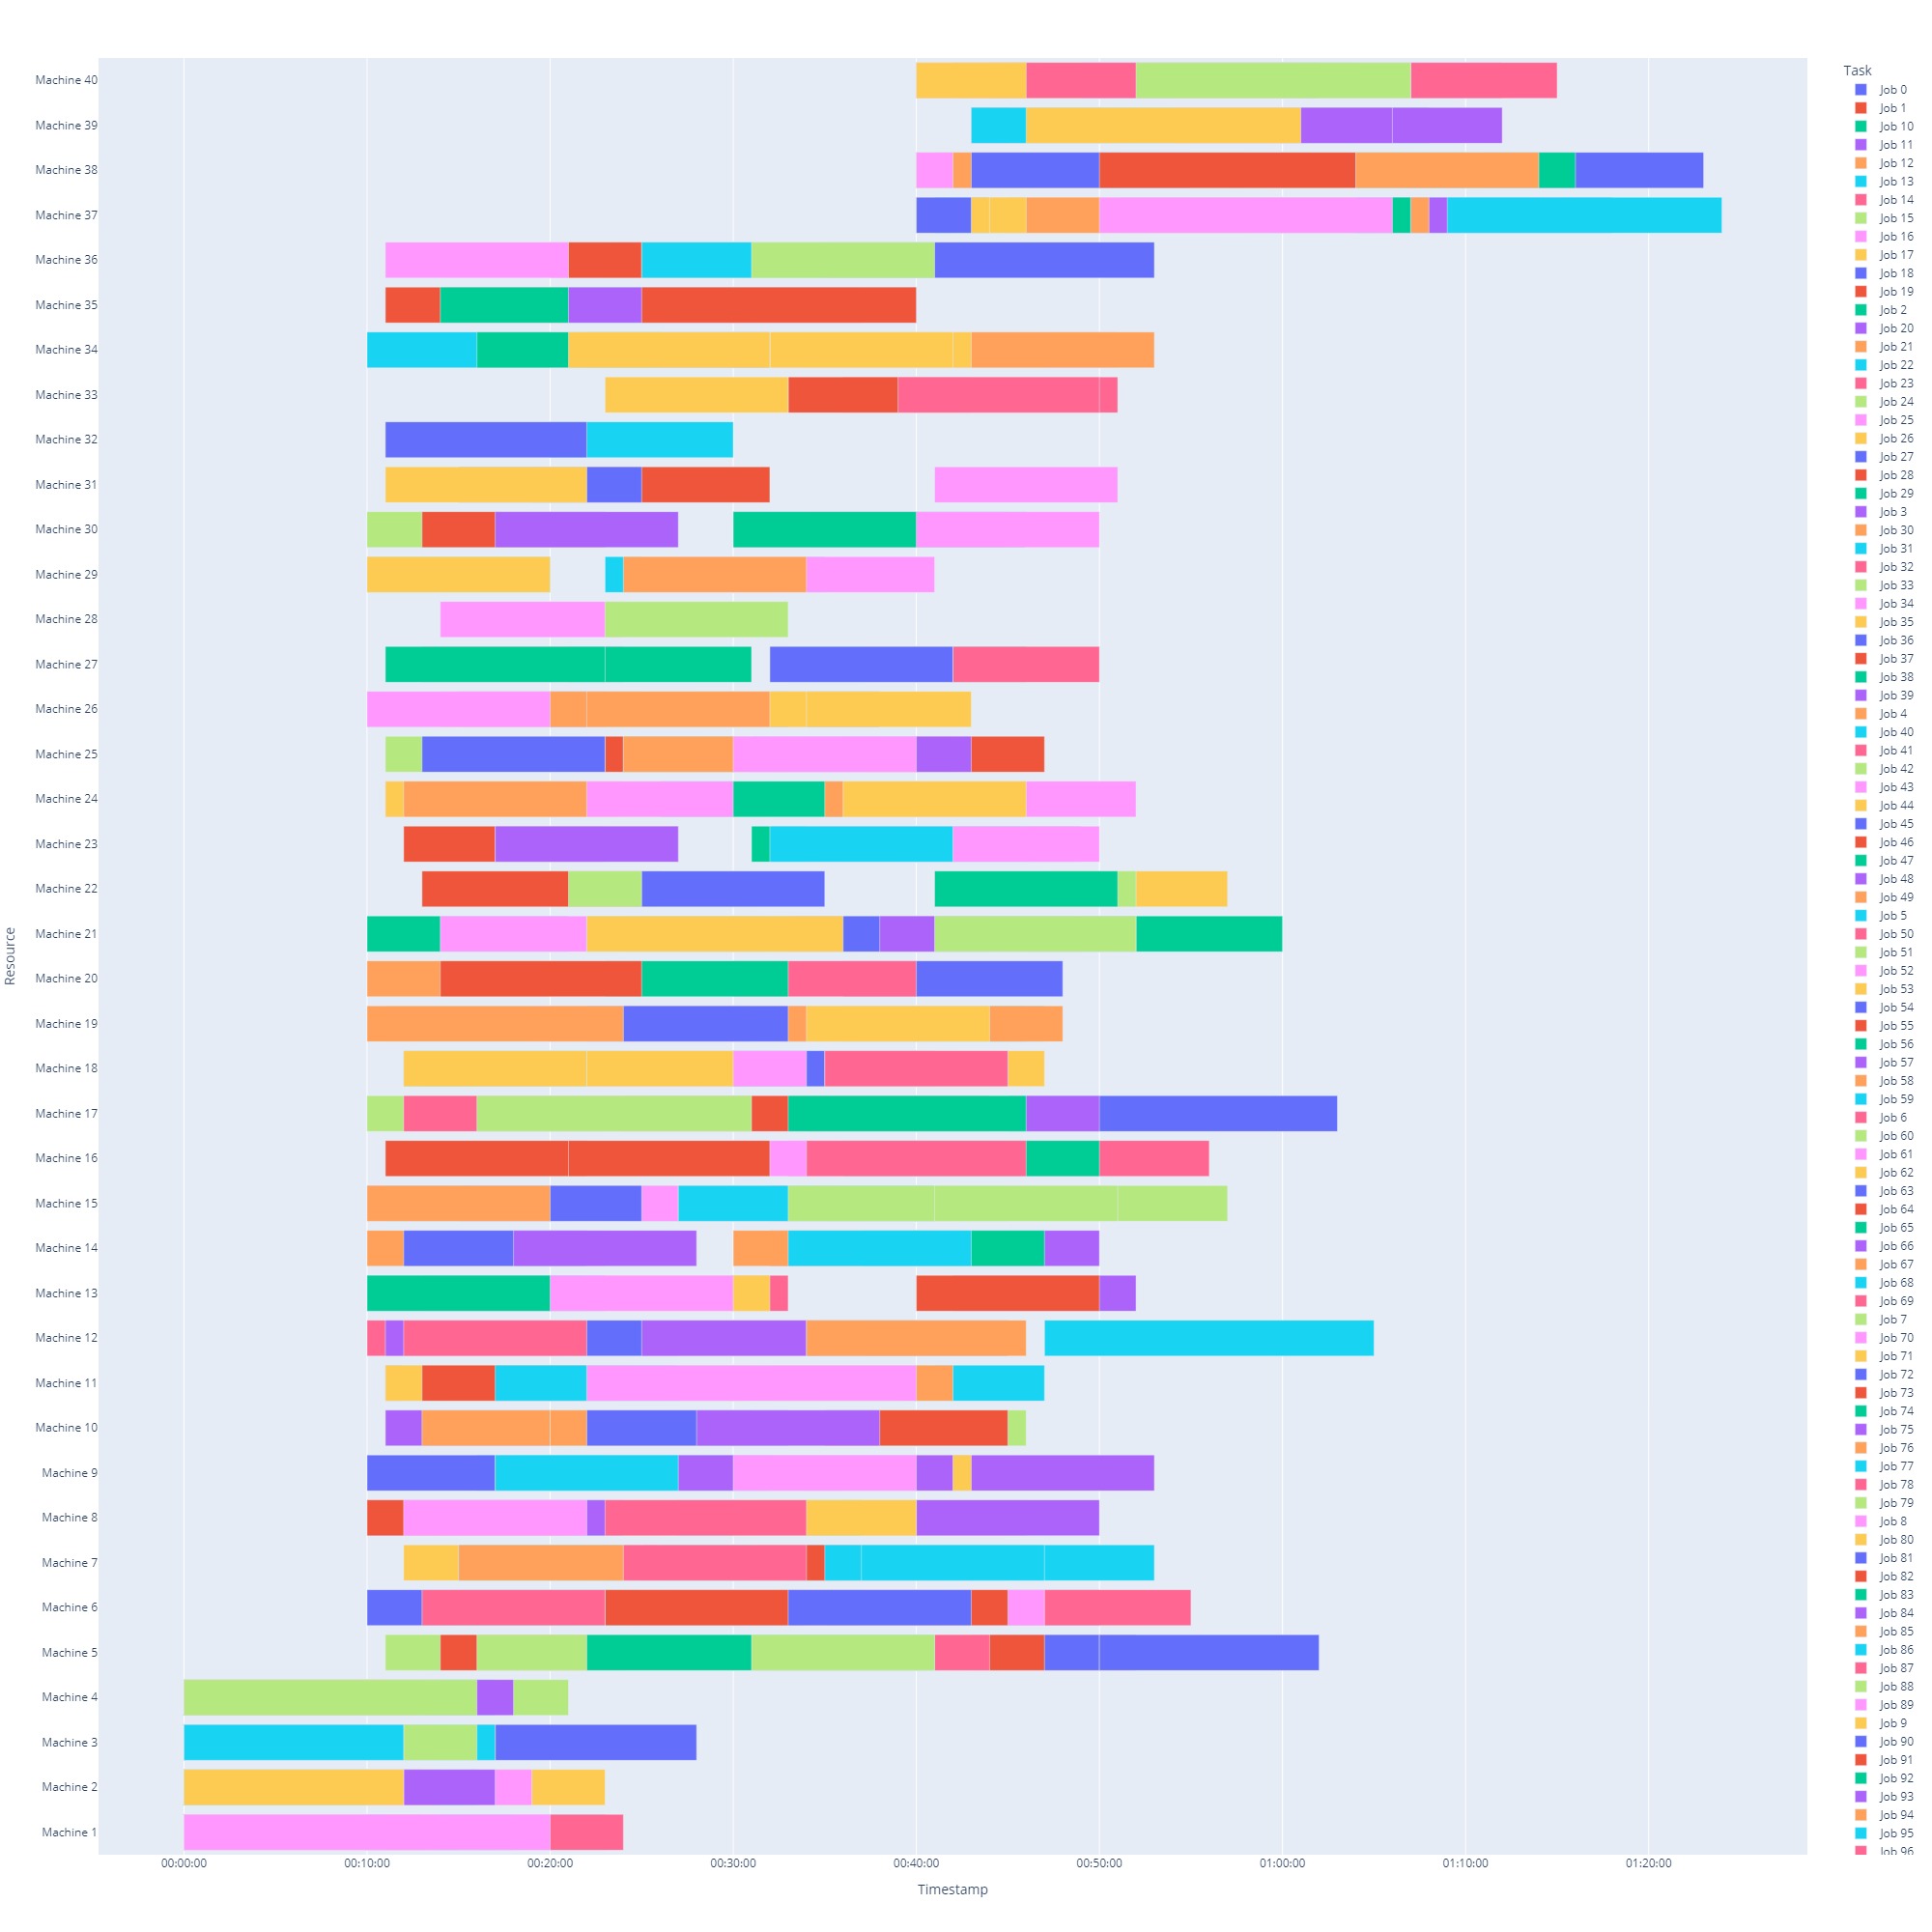 Machine 40
Machine 39
Machine 38
Machine 37
Machine 36
Machine 35
Machine 34
Machine 33
Machine 32
Machine 31
Machine 30
Machine 29
Machine 28
Machine 27
Machine 26
Machine 25
Machine 24
Machine 23
Machine 22
Machine 21
Machine 20
Machine 19
Machine 18
Machine 17
Machine 16
Machine 15
Machine 14
Machine 13
Machine 12
Machine 11
Machine 10
Machine 9
Machine 8
Machine 7
Machine 6
Machine 5
Machine 4
Machine 3
Machine 2
Machine 1
Resource
00:00:00
00:10:00
00:20:00
00:30:00
00:40:00
00:50:00
01:00:00
01:10:00
01:20:00
Timestamp
Task
Job 0
Job 1
Job 10
Job 11
Job 12
Job 13
Job 14
Job 15
Job 16
Job 17
Job 18
Job 19
Job 2
Job 20
Job 21
Job 22
Job 23
Job 24
Job 25
Job 26
Job 27
Job 28
Job 29
Job 3
Job 30
Job 31
Job 32
Job 33
Job 34
Job 35
Job 36
Job 37
Job 38
Job 39
Job 4
Job 40
Job 41
Job 42
Job 43
Job 44
Job 45
Job 46
Job 47
Job 48
Job 49
Job 5
Job 50
Job 51
Job 52
Job 53
Job 54
Job 55
Job 56
Job 57
Job 58
Job 59
Job 6
Job 60
Job 61
Job 62
Job 63
Job 64
Job 65
Job 66
Job 67
Job 68
Job 69
Job 7
Job 70
Job 71
Job 72
Job 73
Job 74
Job 75
Job 76
Job 77
Job 78
Job 79
Job 8
Job 80
Job 81
Job 82
Job 83
Job 84
Job 85
Job 86
Job 87
Job 88
Job 89
Job 9
Job 90
Job 91
Job 92
Job 93
Job 94
Job 95
Job 96